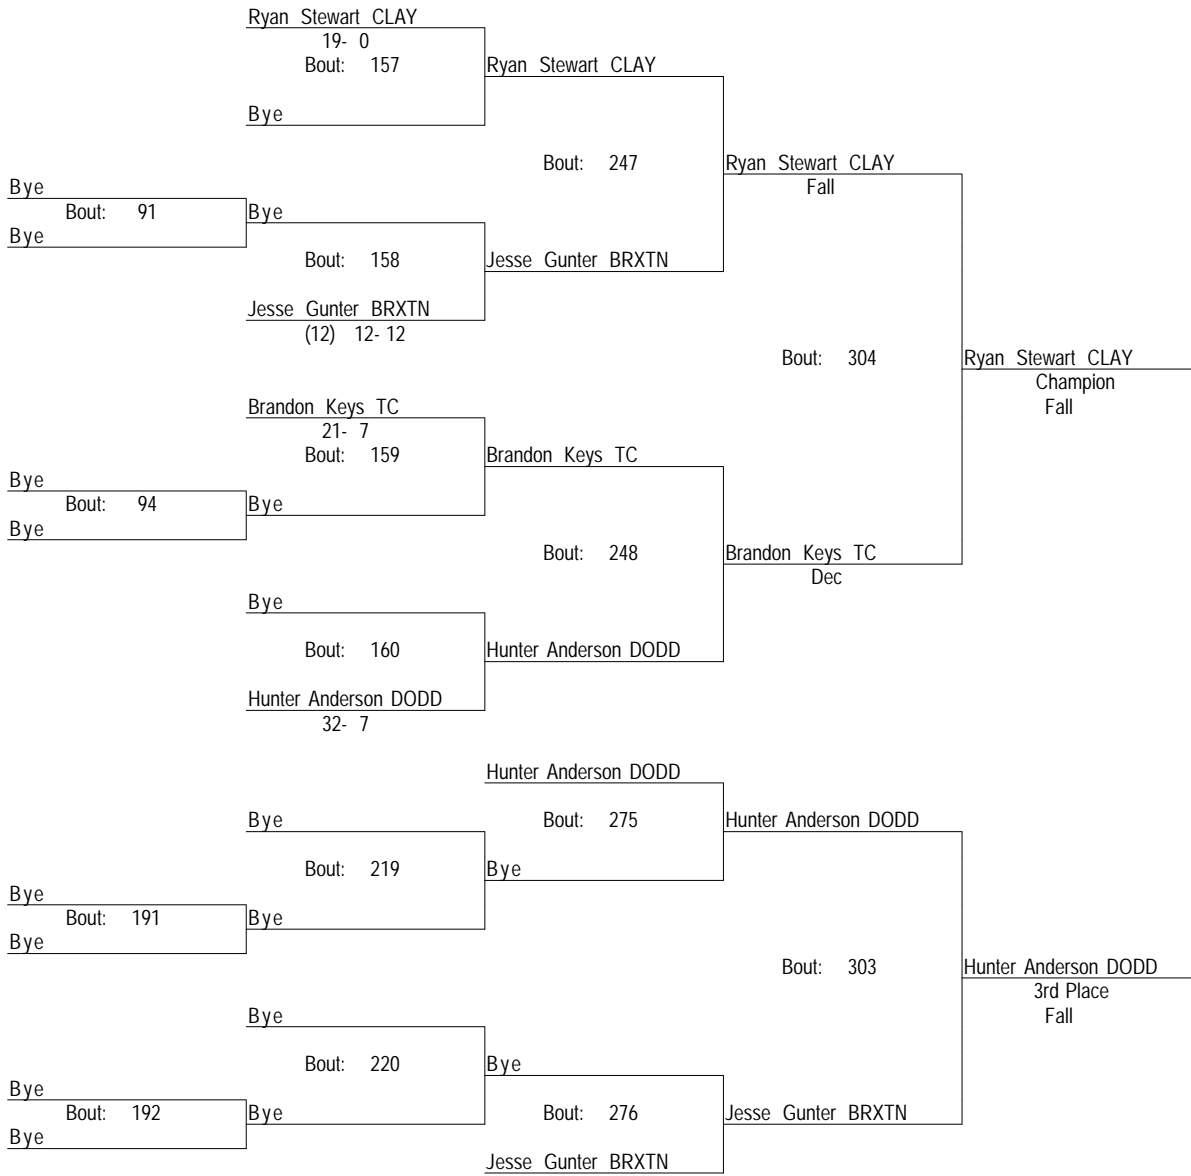 Ryan Stewart CLAY
19- 0
Bout: 157
Ryan Stewart CLAY
Bye
Bout: 247
Ryan Stewart CLAY
Fall
Bye
Bout: 91
Bye
Bye
Bout: 158
Jesse Gunter BRXTN
Jesse Gunter BRXTN
(12) 12- 12
Bout: 304
Ryan Stewart CLAY
Champion
Fall
Brandon Keys TC
21- 7
Bout: 159
Brandon Keys TC
Bye
Bout: 94
Bye
Bye
Bout: 248
Brandon Keys TC
Dec
Bye
Bout: 160
Hunter Anderson DODD
Hunter Anderson DODD
32- 7
Hunter Anderson DODD
Bye
Bout: 275
Hunter Anderson DODD
Bout: 219
Bye
Bye
Bout: 191
Bye
Bye
Bout: 303
Hunter Anderson DODD
3rd Place
Fall
Bye
Bout: 220
Bye
Bye
Bout: 192
Bye
Bye
Bout: 276
Jesse Gunter BRXTN
Jesse Gunter BRXTN